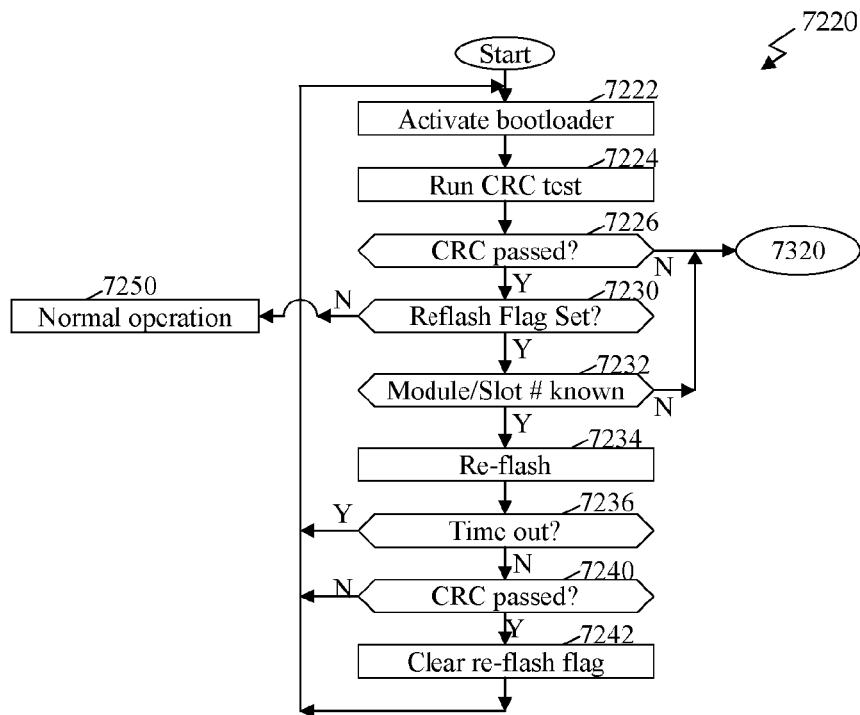 7220
Start
7222
Activate bootloader
7224
Run CRC test
7226
CRC passed?
N
7320
Y
7250
Normal operation
N
7230
Reflash Flag Set?
Y
7232
Module/Slot # known
N
Y
7234
Re-flash
7236
Y
Time out?
N
7240
N
CRC passed?
Y
7242
Clear re-flash flag